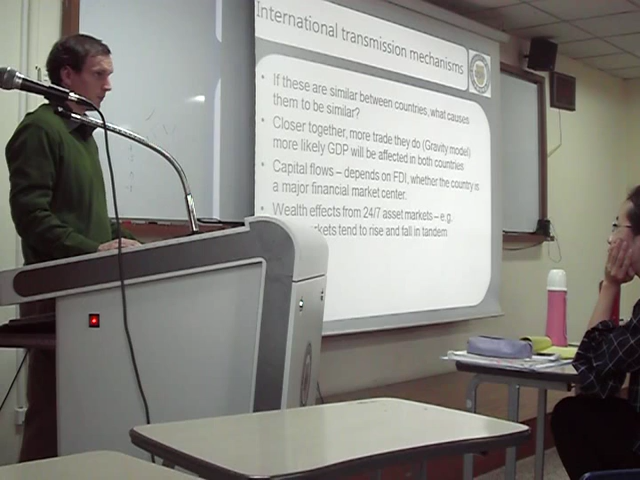 International transmission mechanisms
• If these are similar between countries, what causes
them to be similar?
• Closer together, more trade they do (Gravity model)
more likely GDP will be affected in both countries
• Capital flows – depends on FDI, whether the country is
a major financial market center.
• Wealth effects from 24/7 asset markets – e.g.
tend to rise and fall in tandem